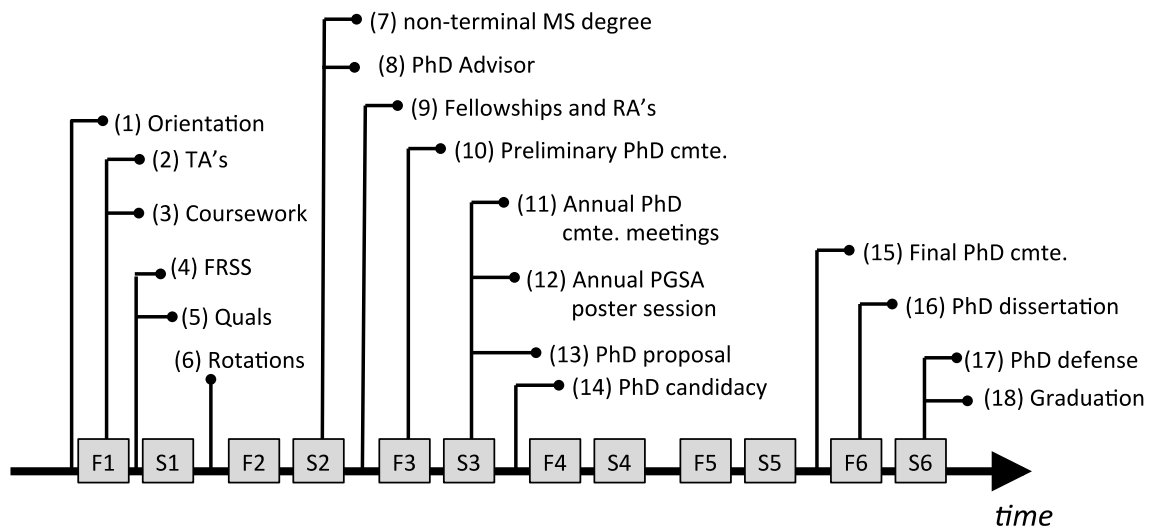 (7) non-terminal MS degree
(8) PhD Advisor
(9) Fellowships and RA's
(1) Orientation
(10) Preliminary PhD cmte.
(2) TA's
(3) Coursework
(11) Annual PhD
cmte. meetings
(4) FRSS
(15) Final PhD cmte.
(12) Annual PGSA
poster session
(16) PhD dissertation
(5) Quals
(6) Rotations
(13) PhD proposal
(17) PhD defense
(14) PhD candidacy
(18) Graduation
F1 S1 F2 S2 F3 S3 F4 S4 F5 S5 F6 S6
time